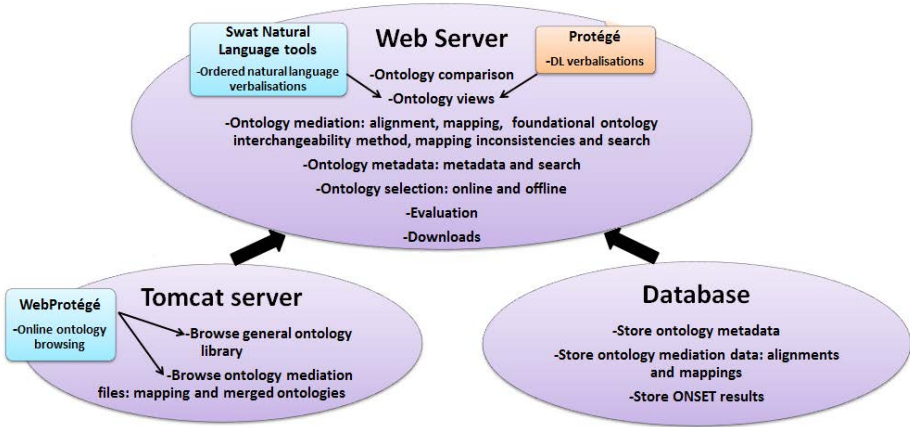 Swat Natural
Language tools
-Ordered natural language
verbalisations
Web Server
Protégé
-DL verbalisations
-Ontology comparison
-Ontology views
-Ontology mediation: alignment, mapping, foundational ontology
interchangeability method, mapping inconsistencies and search
-Ontology metadata: metadata and search
-Ontology selection: online and offline
-Evaluation
-Downloads
Tomcat server
WebProtégé
-Online ontology
browsing
-Browse general ontology
library
-Browse ontology mediation
files: mapping and merged ontologies
Database
-Store ontology metadata
-Store ontology mediation data: alignments
and mappings
-Store ONSET results